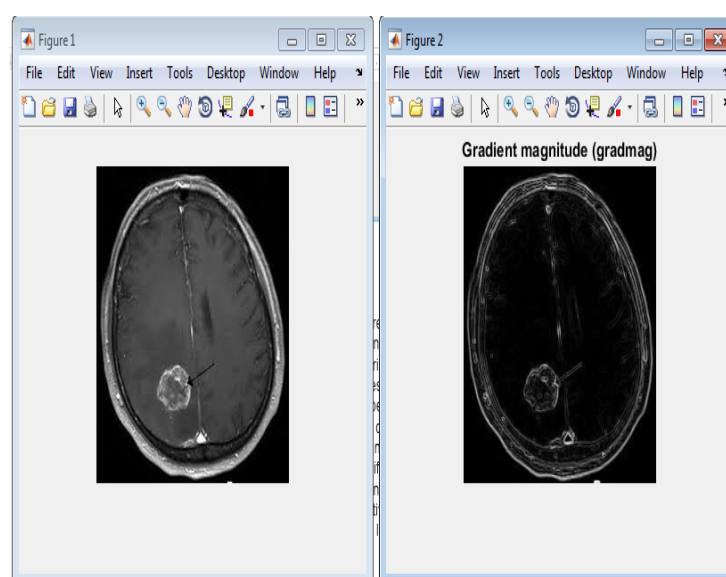 Figure 1
File Edit View Insert Tools Desktop Window Help
Figure 2
File Edit View Insert Tools Desktop Window Help
Gradient magnitude (gradmag)